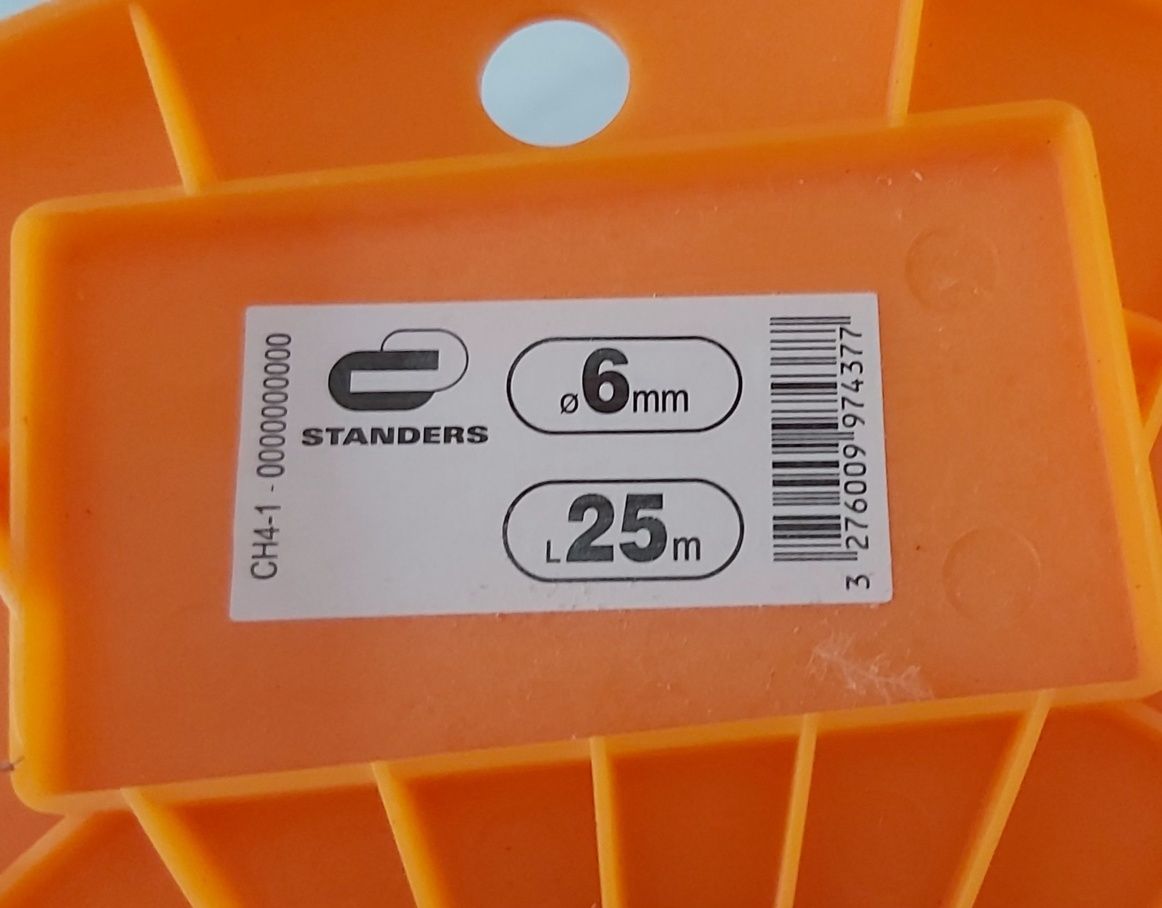 CH4-1 - 0000000000
STANDERS
ø6mm
L25m
3 276009 974377